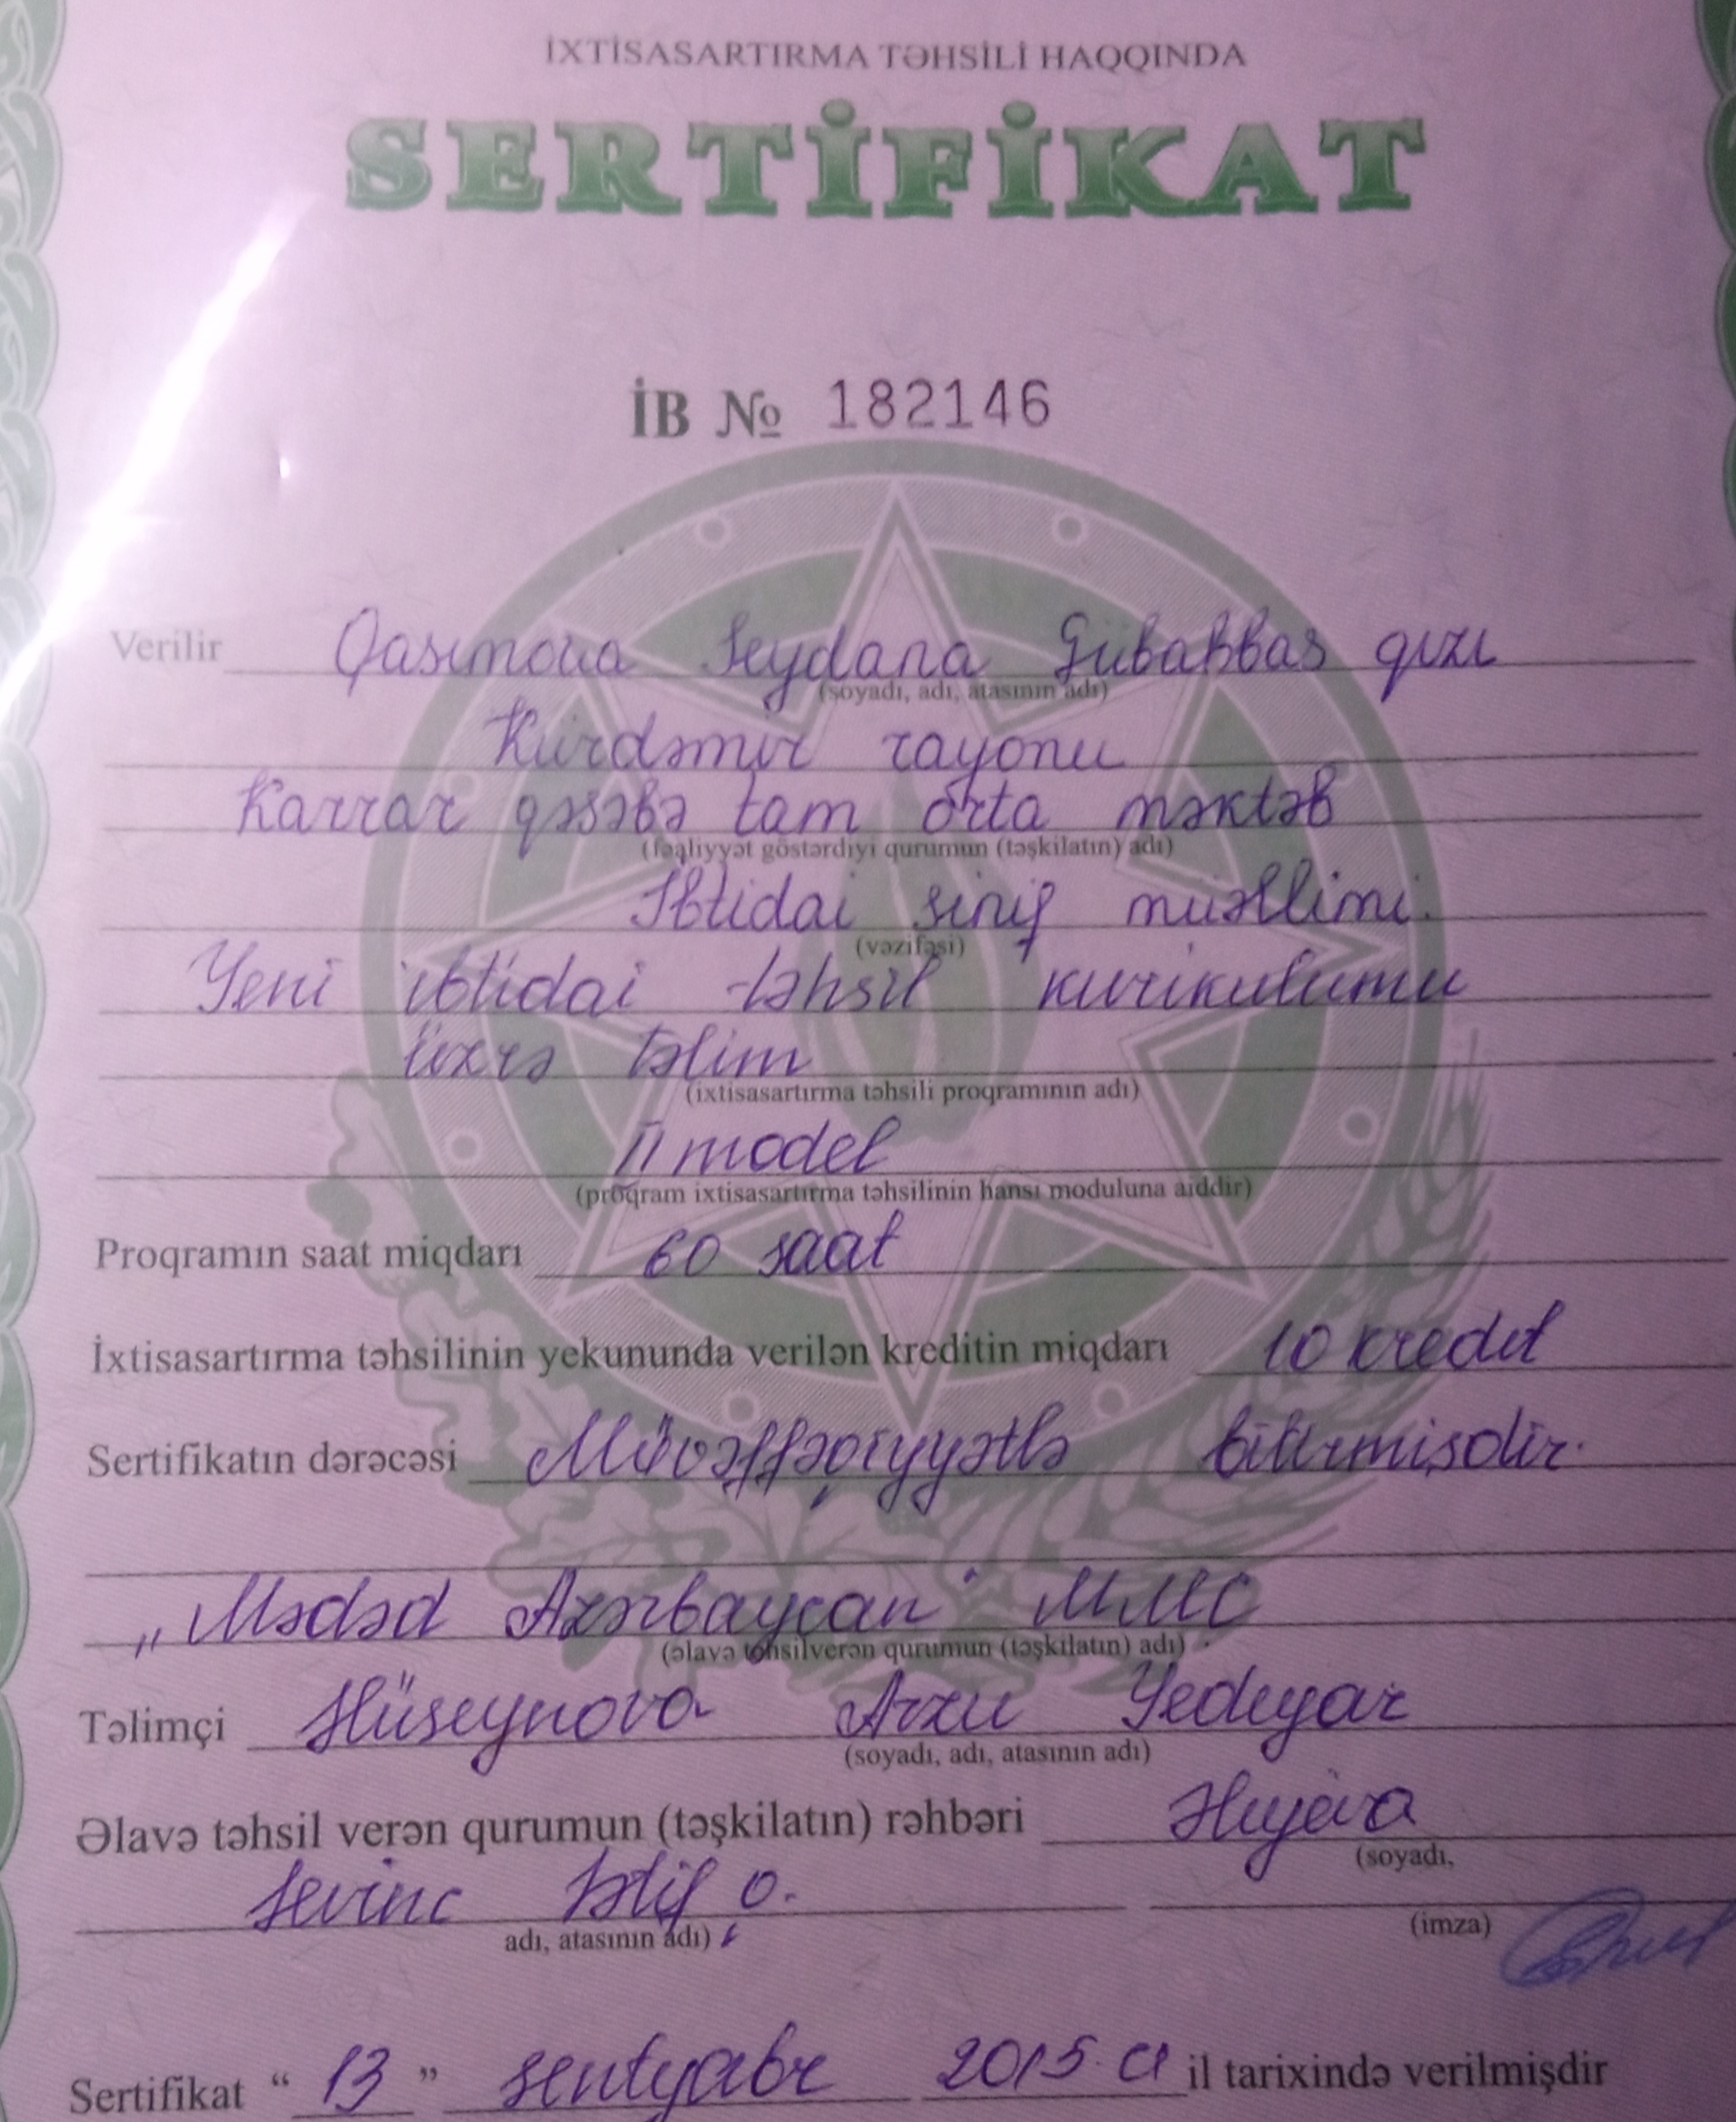 İXTİSASARTIRMA TƏHSİLİ HAQQINDA
SERTİFİKAT
İB № 182146
Verilir Qasımova Seydana Şubabbas qızı
(soyadı, adı, atasının adı)
Kürdəmir rayonu
Karrar qəsəbə tam orta məktəb
(fəaliyyət göstərdiyi qurumun (təşkilatın) adı)
İbtidai sinif müəllimi.
(vəzifəsi)
Yeni ibtidai təhsil kurikulumu
üzrə təlim
(ixtisasartırma təhsili proqramının adı)
II model
(proqram ixtisasartırma təhsilinin hansı moduluna aiddir)
Proqramın saat miqdarı 60 saat
İxtisasartırma təhsilinin yekununda verilən kreditin miqdarı 10 kredit
Sertifikatın dərəcəsi Müvəffəqiyyətlə bitirmişdir.
„Mədəd Azərbaycan" MMC
(əlavə təhsilverən qurumun (təşkilatın) adı)
Təlimçi Hüseynova Arzu Yediyar
(soyadı, adı, atasının adı)
Əlavə təhsil verən qurumun (təşkilatın) rəhbəri Əliyeva
(soyadı,
Sevinc Lətif q.
adı, atasının adı)
(imza)
Sertifikat “ 13 ” sentyabr 2015.ci il tarixində verilmişdir